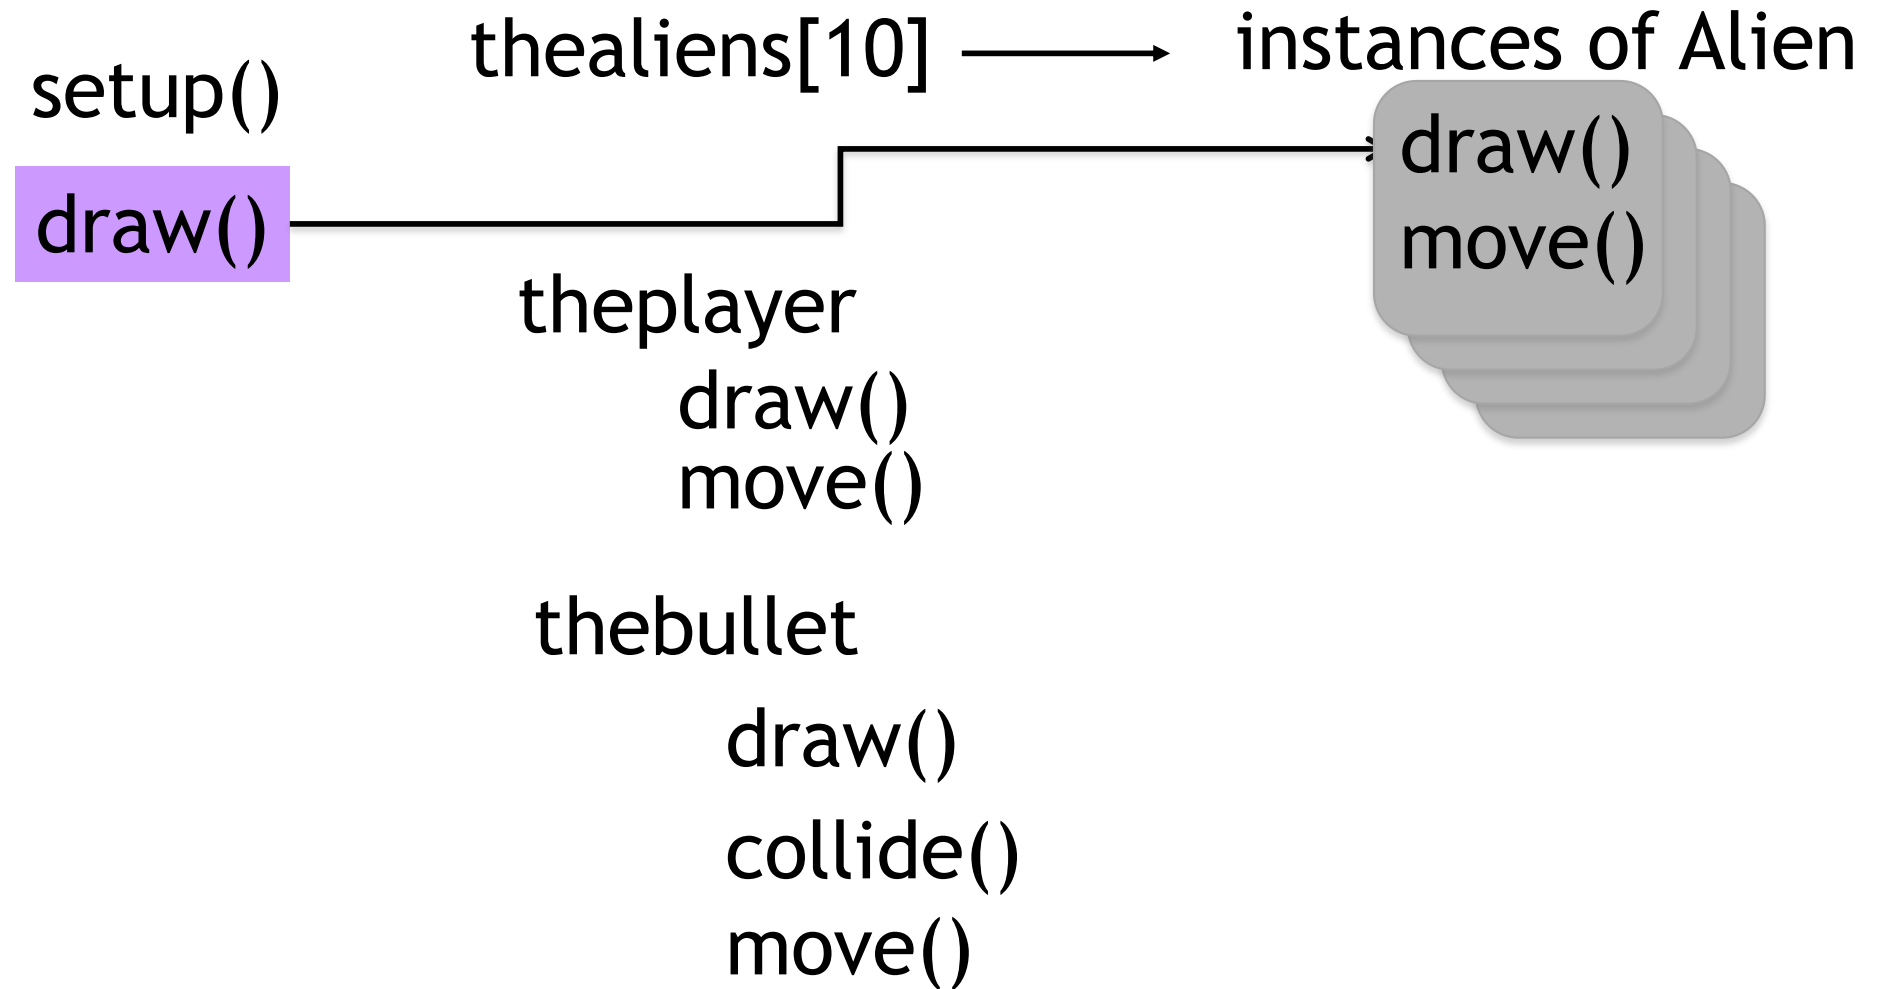 setup()
draw()
thealiens[10]
instances of Alien
draw()
move()
theplayer
draw()
move()
thebullet
draw()
collide()
move()